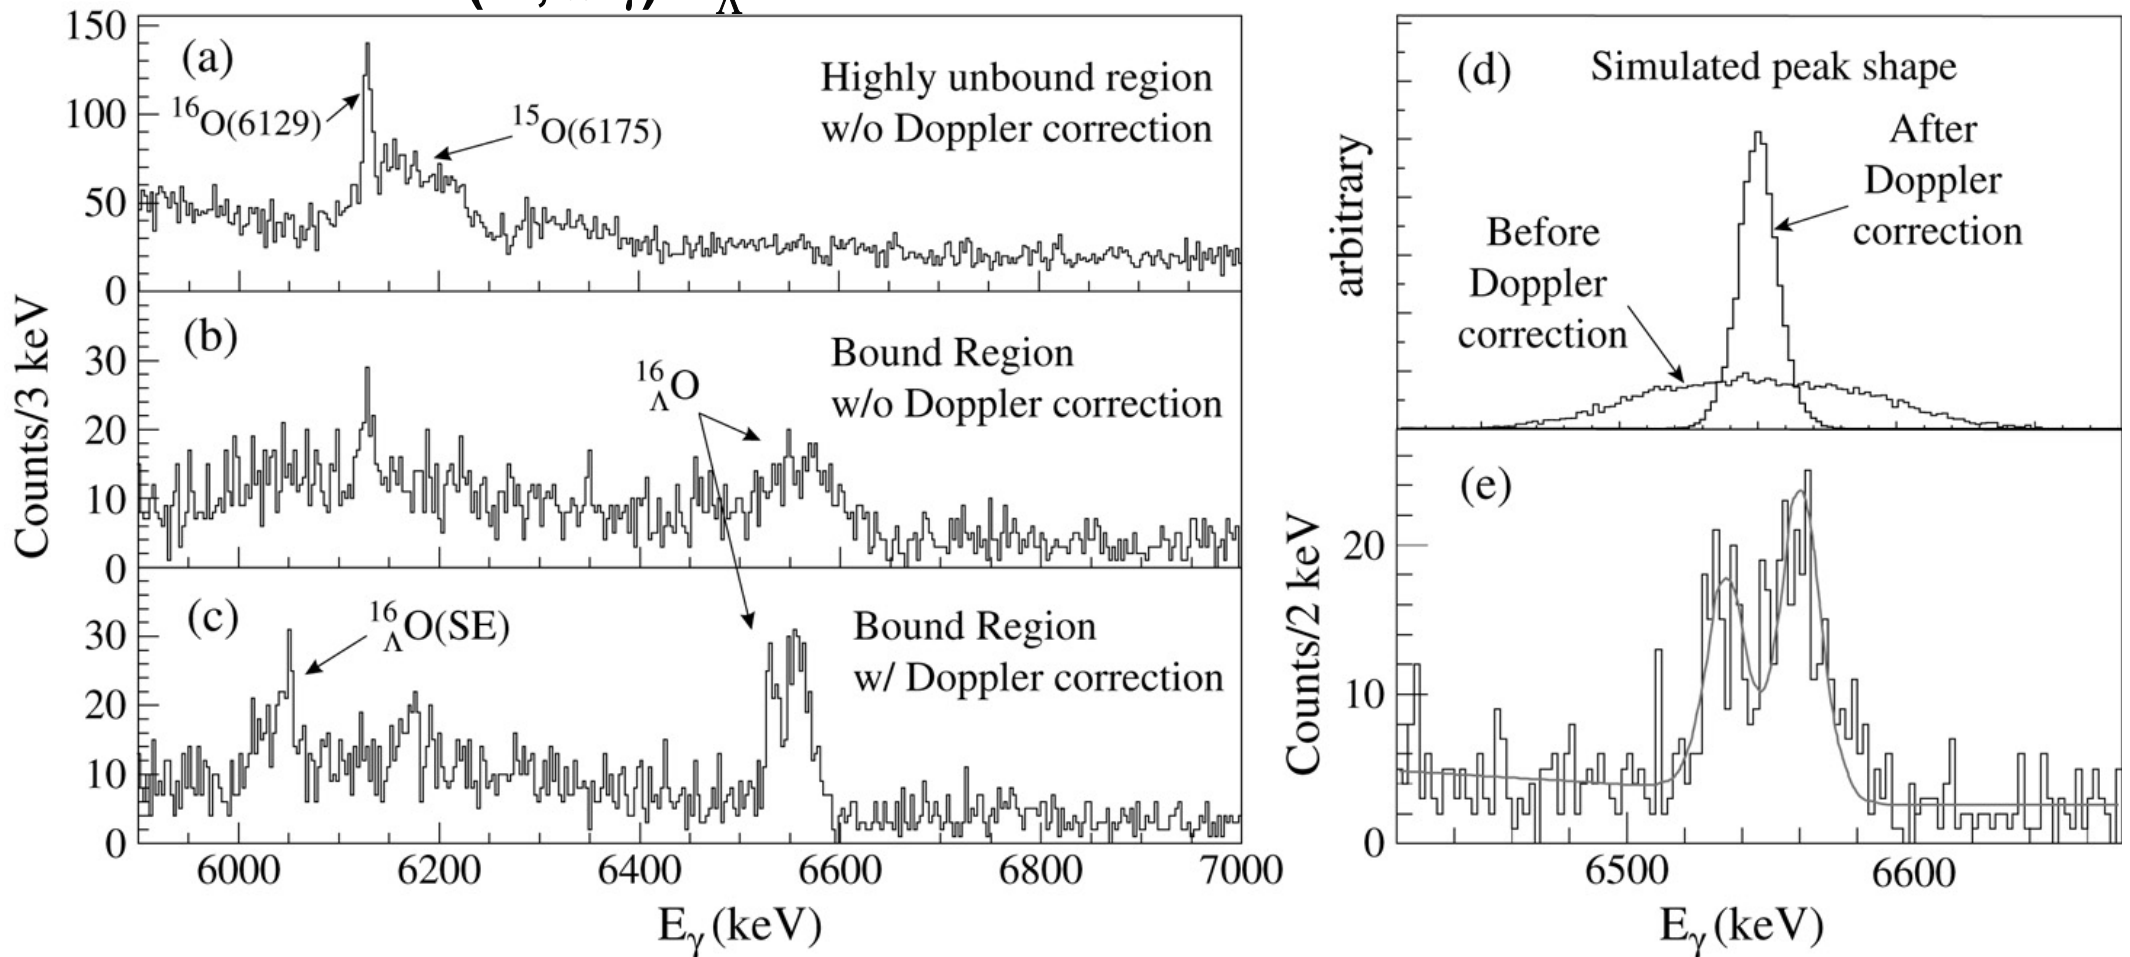 (a)
Highly unbound region
w/o Doppler correction
¹⁶O(6129)
¹⁵O(6175)
150
100
50
0
(b)
Bound Region
w/o Doppler correction
¹⁶ΛO
30
20
10
0
(c)
¹⁶ΛO(SE)
Bound Region
w/ Doppler correction
30
20
10
0
Counts/3 keV
6000 6200 6400 6600 6800 7000
Eγ (keV)
(d)
Simulated peak shape
After
Doppler
correction
Before
Doppler
correction
arbitrary
(e)
20
10
0
Counts/2 keV
6500 6600
Eγ (keV)